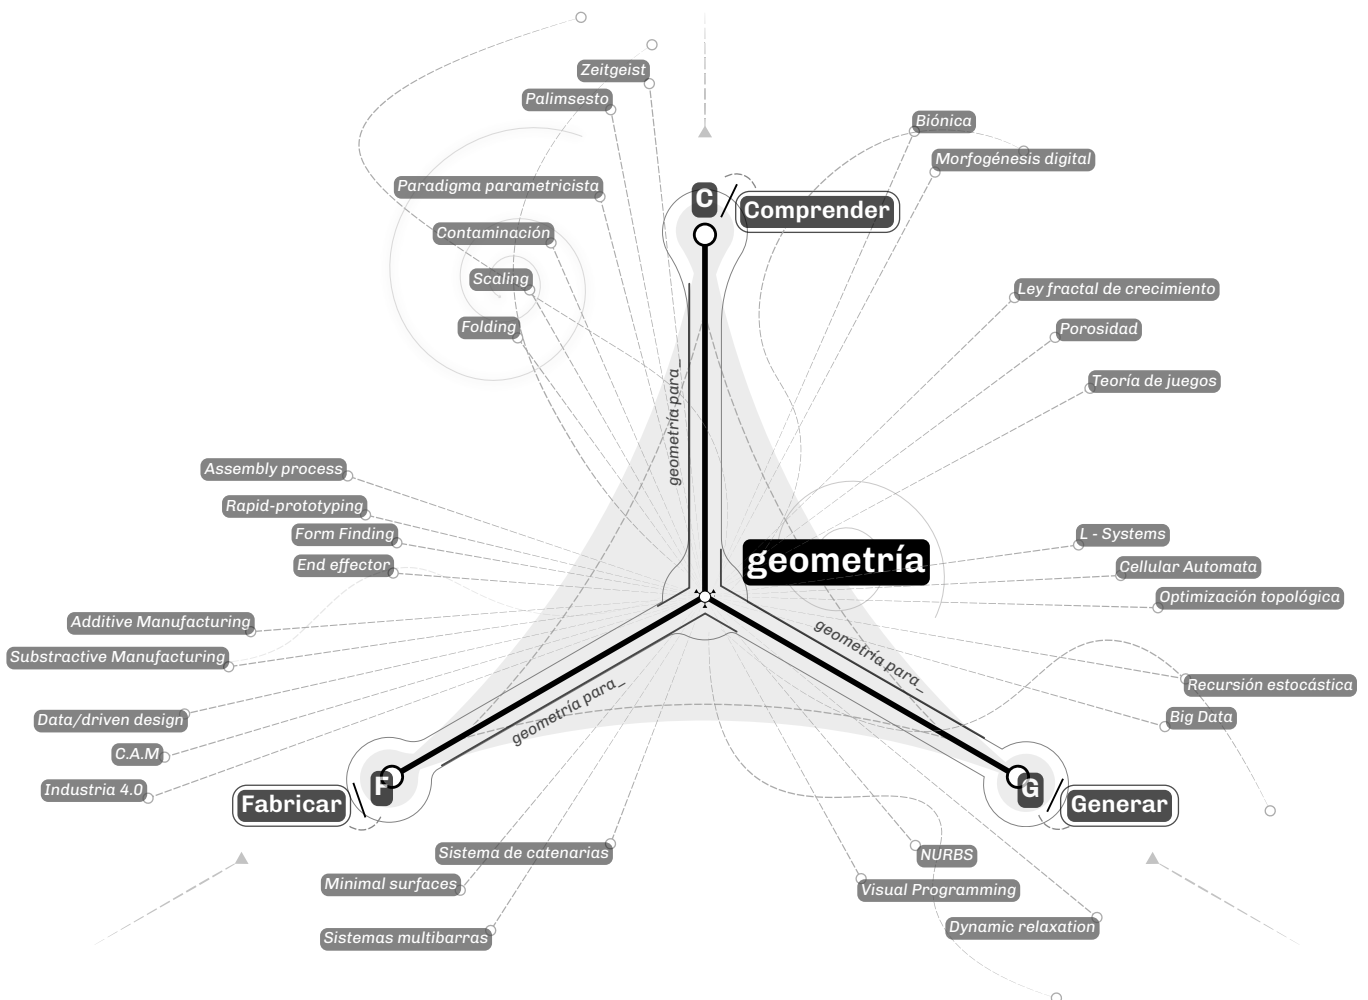 Zeitgeist
Palimsesto
Biónica
Morfogénesis digital
Paradigma parametricista
C
Comprender
Contaminación
Scaling
Ley fractal de crecimiento
Folding
Porosidad
Teoría de juegos
geometría para_
Assembly process
Rapid-prototyping
Form Finding
L - Systems
End effector
geometría
Cellular Automata
Optimización topológica
Additive Manufacturing
geometría para_
Substractive Manufacturing
Recursión estocástica
geometría para_
Data/driven design
Big Data
C.A.M
Industria 4.0
F
Fabricar
G
Generar
Sistema de catenarias
NURBS
Minimal surfaces
Visual Programming
Dynamic relaxation
Sistemas multibarras